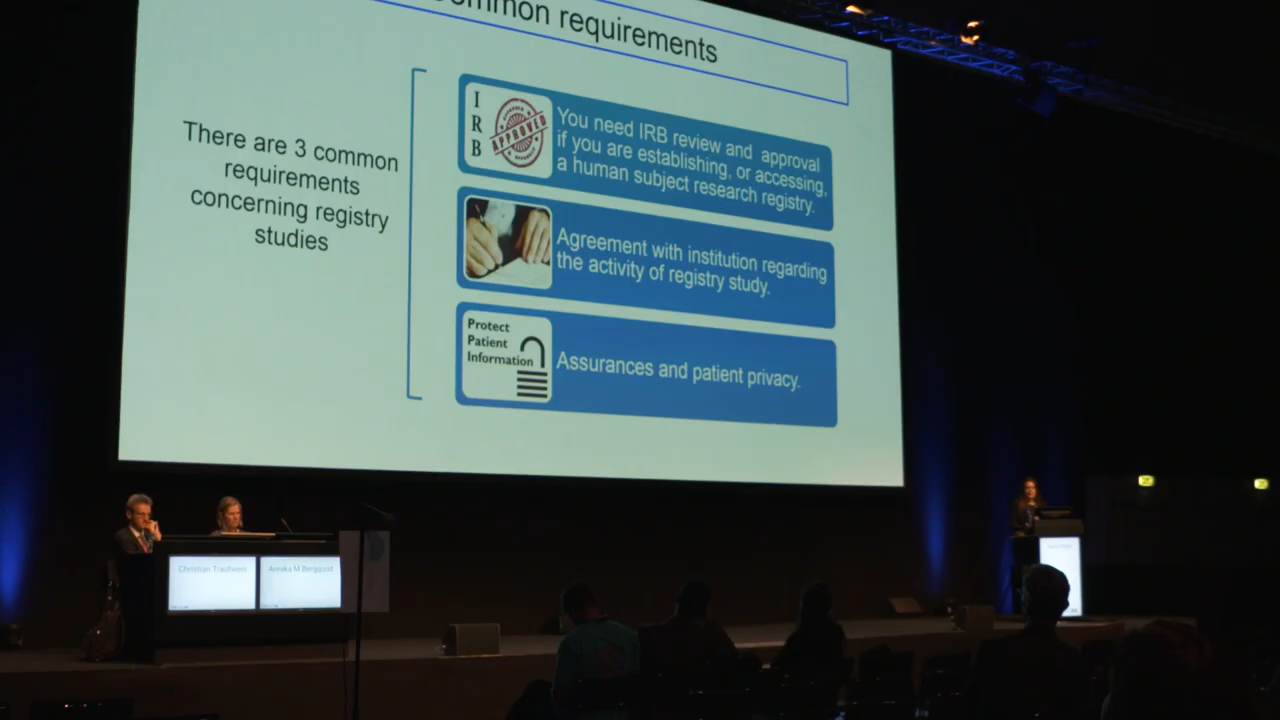 common requirements
There are 3 common
requirements
concerning registry
studies
I
R
B
APPROVED
You need IRB review and approval
if you are establishing, or accessing,
a human subject research registry.
Agreement with institution regarding
the activity of registry study.
Protect
Patient
Information
Assurances and patient privacy.
Christian Trautwein
Annika M Bergquist